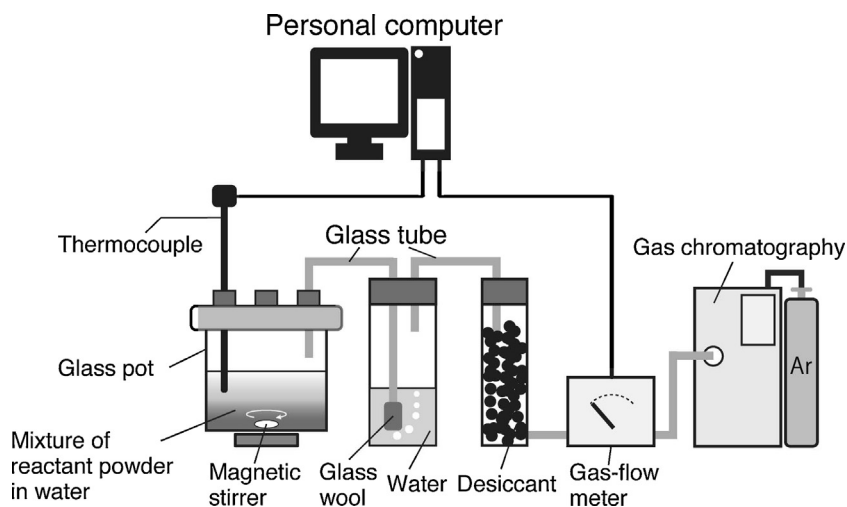 Personal computer
Thermocouple
Glass tube
Gas chromatography
Glass pot
Ar
Mixture of
reactant powder
in water
Magnetic
stirrer
Glass
wool
Water
Desiccant
Gas-flow
meter